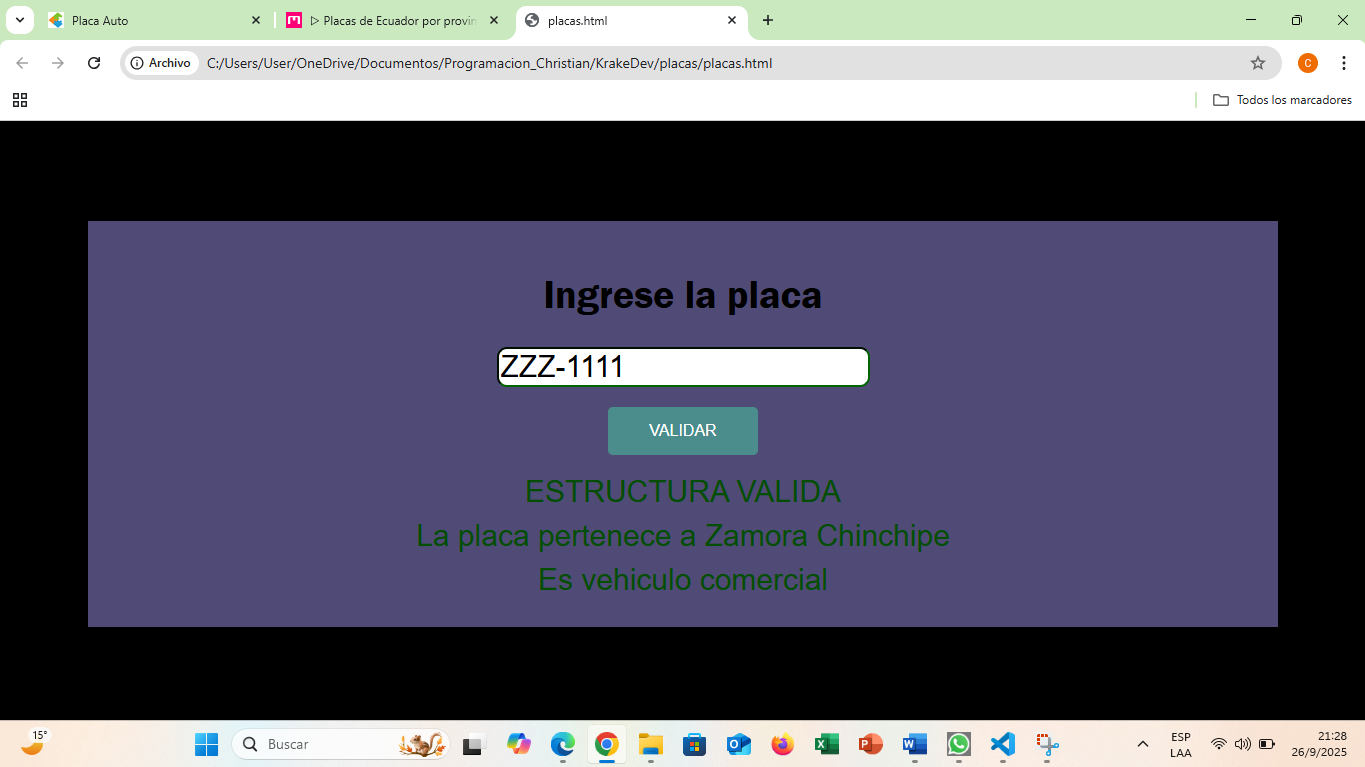 Placa Auto
▷ Placas de Ecuador por provin
placas.html
Archivo
C:/Users/User/OneDrive/Documentos/Programacion_Christian/KrakeDev/placas/placas.html
C
Todos los marcadores
Ingrese la placa
ZZZ-1111
VALIDAR
ESTRUCTURA VALIDA
La placa pertenece a Zamora Chinchipe
Es vehiculo comercial
15°
Buscar
ESP
LAA
21:28
26/9/2025